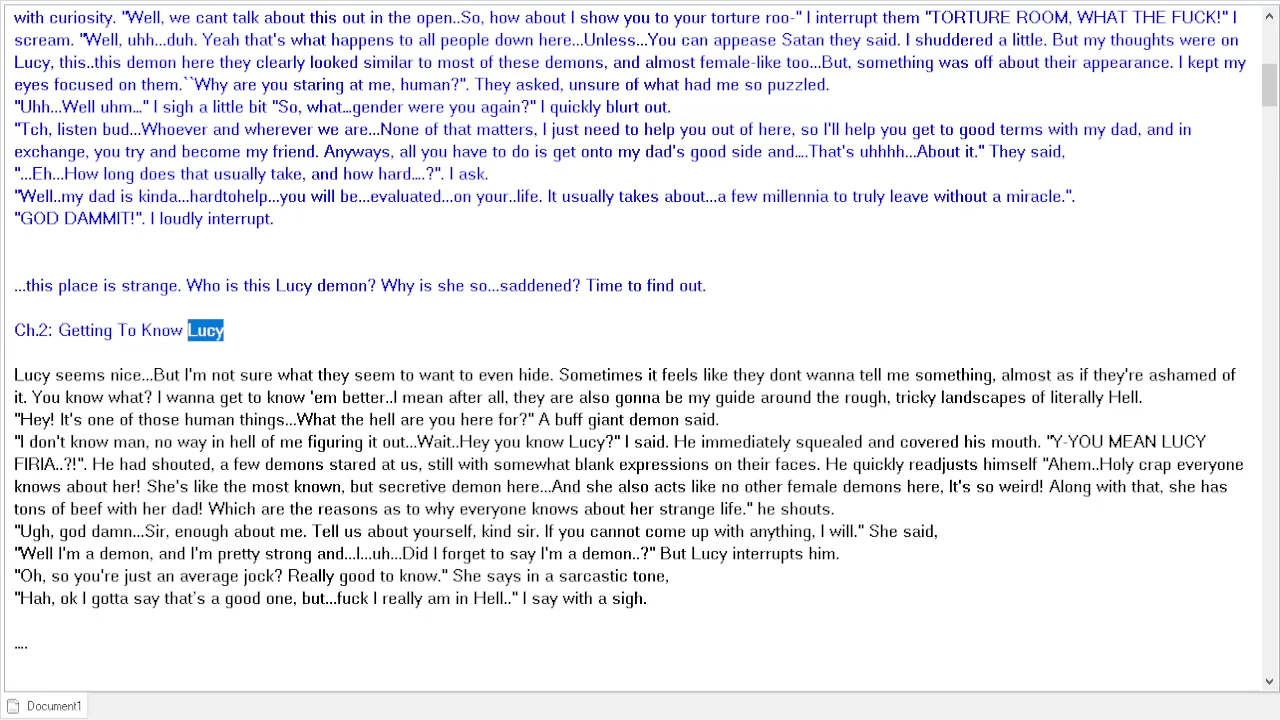 with curiosity. "Well, we cant talk about this out in the open..So, how about I show you to your torture roo-" I interrupt them "TORTURE ROOM, WHAT THE FUCK!" I
scream. "Well, uhh...duh. Yeah that's what happens to all people down here...Unless...You can appease Satan they said. I shuddered a little. But my thoughts were on
Lucy, this..this demon here they clearly looked similar to most of these demons, and almost female-like too...But, something was off about their appearance. I kept my
eyes focused on them.``Why are you staring at me, human?". They asked, unsure of what had me so puzzled.
"Uhh...Well uhm..." I sigh a little bit "So, what...gender were you again?" I quickly blurt out.
"Tch, listen bud...Whoever and wherever we are...None of that matters, I just need to help you out of here, so I'll help you get to good terms with my dad, and in
exchange, you try and become my friend. Anyways, all you have to do is get onto my dad's good side and....That's uhhhh...About it." They said,
"...Eh...How long does that usually take, and how hard....?". I ask.
"Well..my dad is kinda...hardtohelp...you will be...evaluated...on your..life. It usually takes about...a few millennia to truly leave without a miracle.".
"GOD DAMMIT!". I loudly interrupt.
...this place is strange. Who is this Lucy demon? Why is she so...saddened? Time to find out.
Ch.2: Getting To Know Lucy
Lucy seems nice...But I'm not sure what they seem to want to even hide. Sometimes it feels like they dont wanna tell me something, almost as if they're ashamed of
it. You know what? I wanna get to know 'em better..I mean after all, they are also gonna be my guide around the rough, tricky landscapes of literally Hell.
"Hey! It's one of those human things...What the hell are you here for?" A buff giant demon said.
"I don't know man, no way in hell of me figuring it out...Wait..Hey you know Lucy?" I said. He immediately squealed and covered his mouth. "Y-YOU MEAN LUCY
FIRIA..?!". He had shouted, a few demons stared at us, still with somewhat blank expressions on their faces. He quickly readjusts himself "Ahem..Holy crap everyone
knows about her! She's like the most known, but secretive demon here...And she also acts like no other female demons here, It's so weird! Along with that, she has
tons of beef with her dad! Which are the reasons as to why everyone knows about her strange life." he shouts.
"Ugh, god damn...Sir, enough about me. Tell us about yourself, kind sir. If you cannot come up with anything, I will." She said,
"Well I'm a demon, and I'm pretty strong and...I...uh...Did I forget to say I'm a demon..?" But Lucy interrupts him.
"Oh, so you're just an average jock? Really good to know." She says in a sarcastic tone,
"Hah, ok I gotta say that's a good one, but...fuck I really am in Hell.." I say with a sigh.
....
Document1